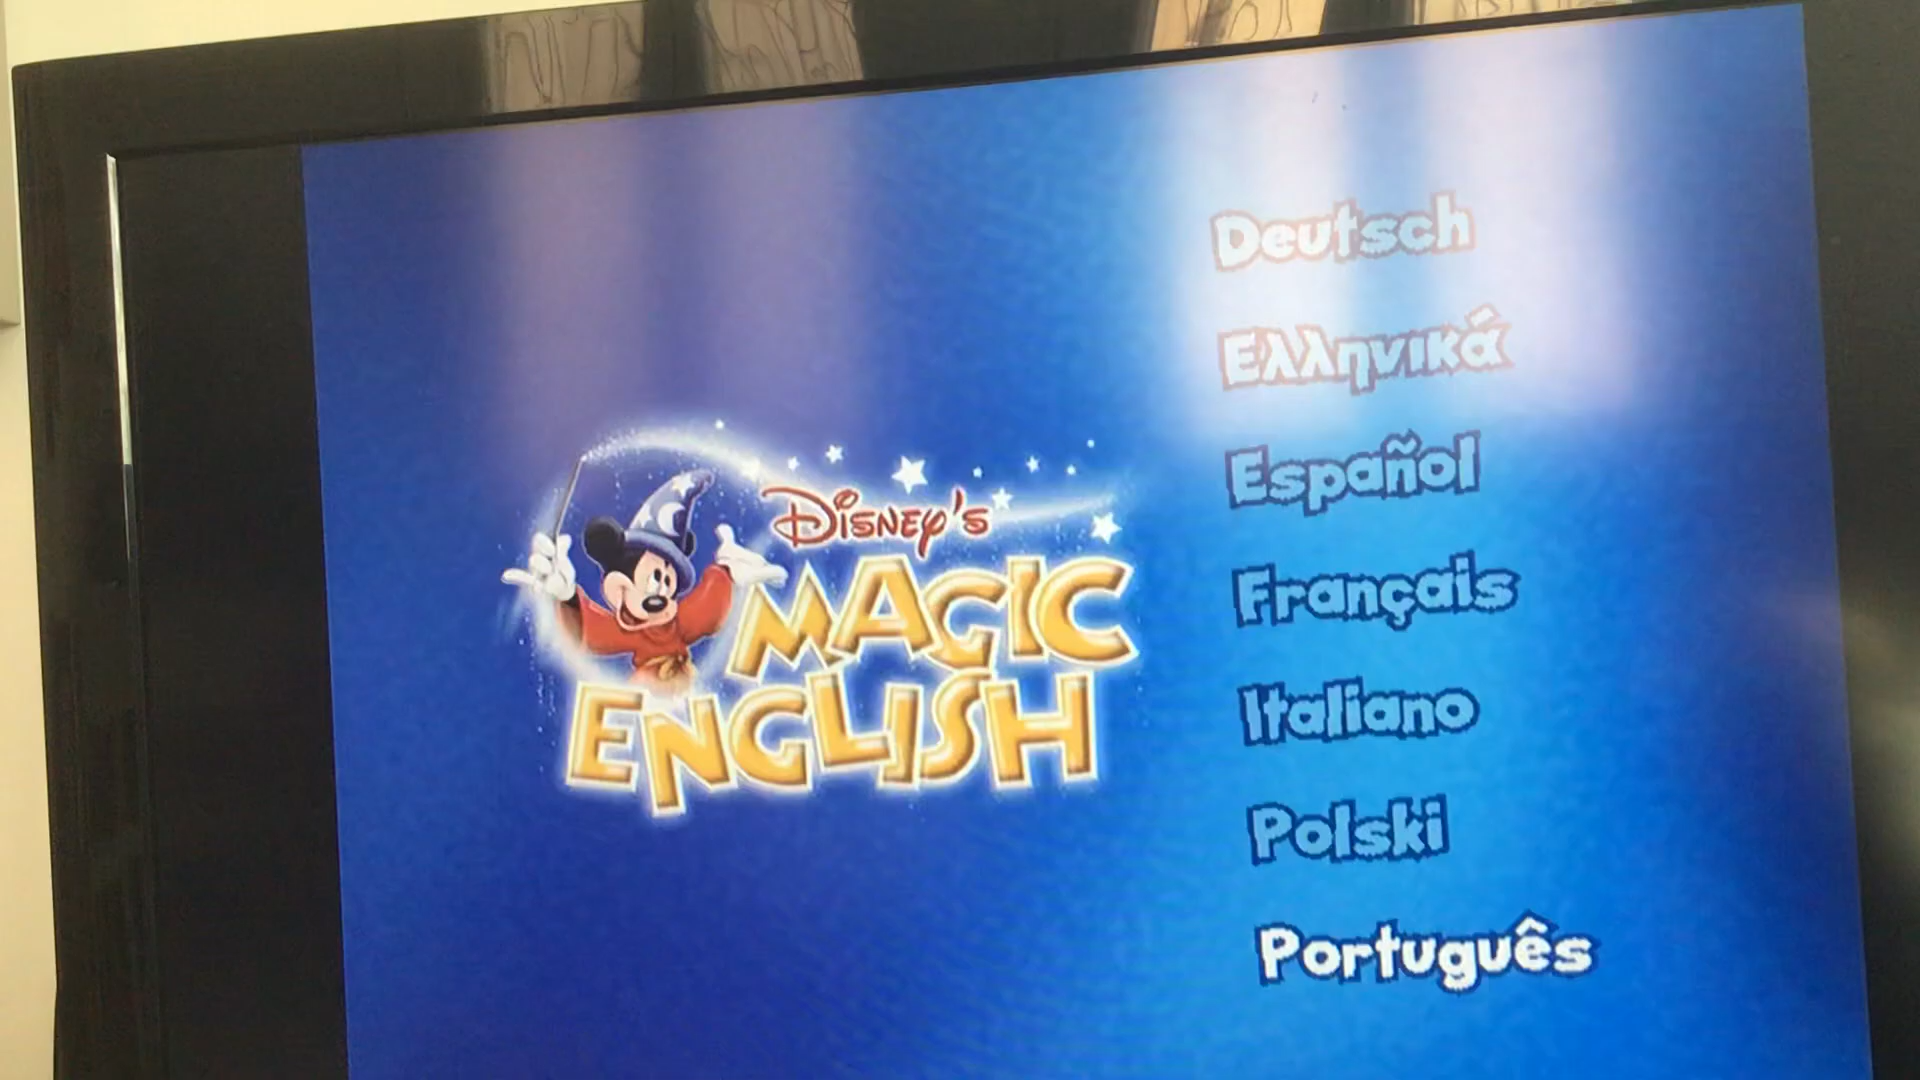 Disney's
MAGIC
ENGLISH
Deutsch
Ελληνικά
Español
Français
Italiano
Polski
Português